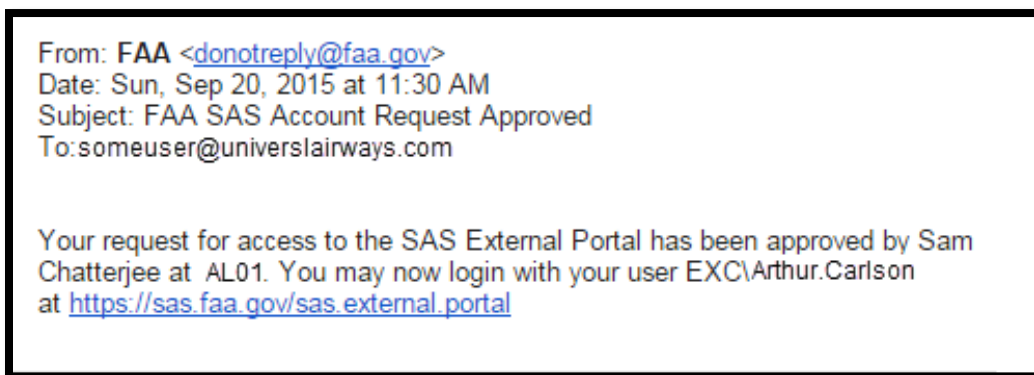 From: FAA <donotreply@faa.gov>
Date: Sun, Sep 20, 2015 at 11:30 AM
Subject: FAA SAS Account Request Approved
To:someuser@universlairways.com
Your request for access to the SAS External Portal has been approved by Sam
Chatterjee at AL01. You may now login with your user EXC\Arthur.Carlson
at https://sas.faa.gov/sas.external.portal